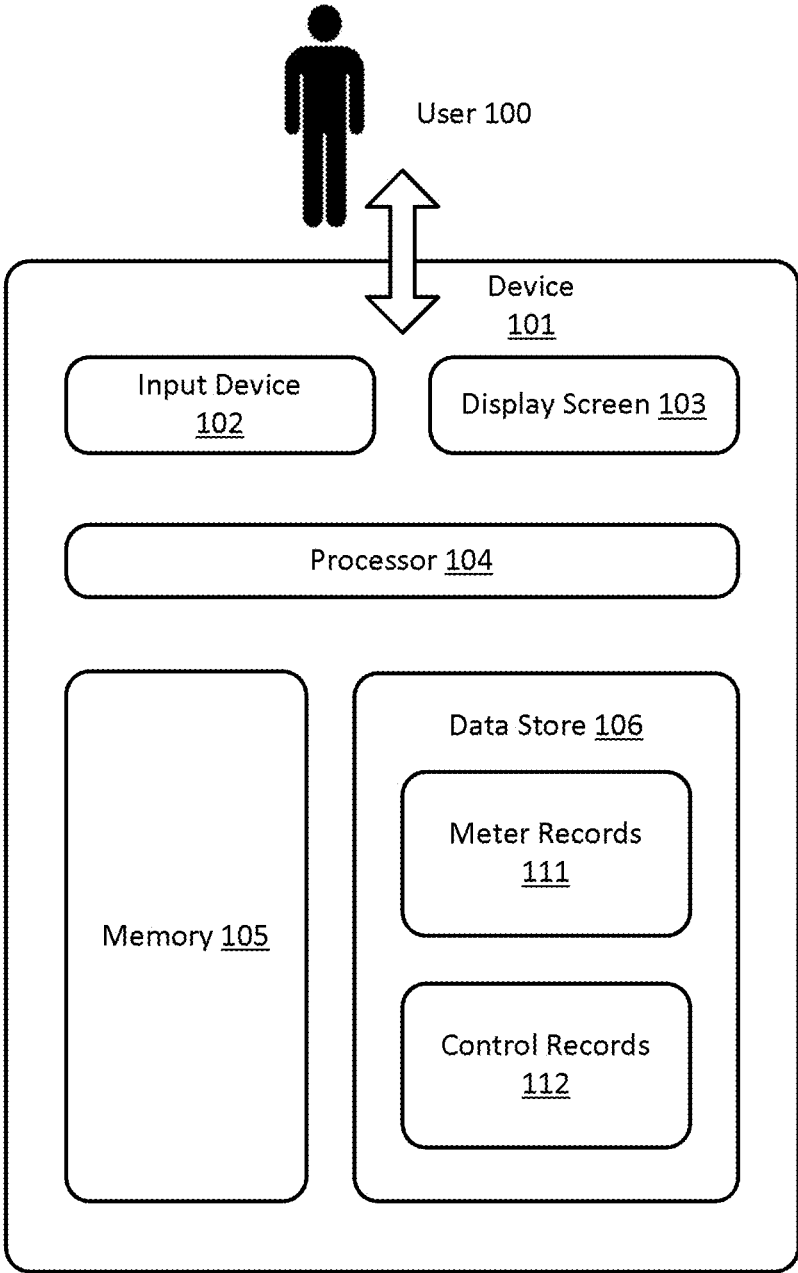 User 100
Device
101
Input Device
102
Display Screen 103
Processor 104
Memory 105
Data Store 106
Meter Records
111
Control Records
112